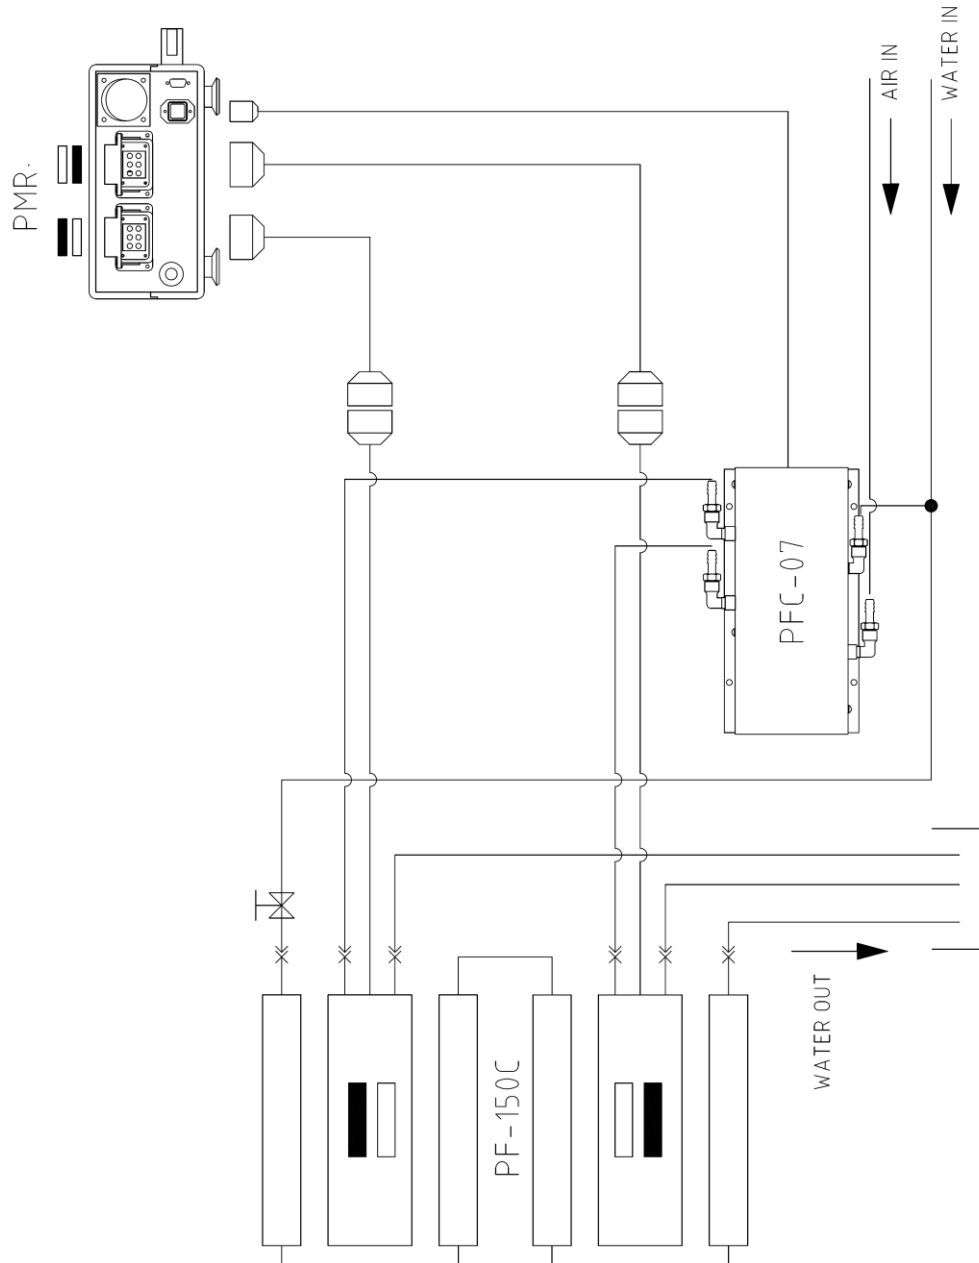 PMR.
AIR IN
WATER IN
PFC-07
WATER OUT
PF-150C